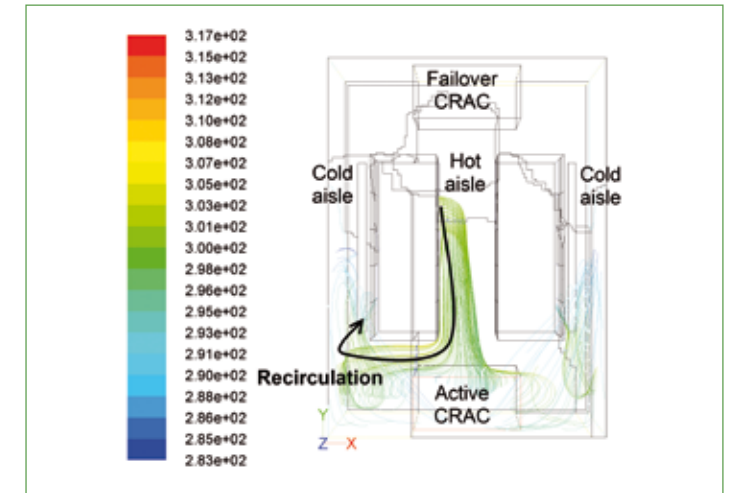 3.17e+02
3.15e+02
3.13e+02
3.12e+02
3.10e+02
3.08e+02
3.07e+02
3.05e+02
3.03e+02
3.01e+02
3.00e+02
2.98e+02
2.96e+02
2.95e+02
2.93e+02
2.91e+02
2.90e+02
2.88e+02
2.86e+02
2.85e+02
2.83e+02
Failover
CRAC
Cold
aisle
Hot
aisle
Cold
aisle
Recirculation
Active
CRAC
Y
Z
X